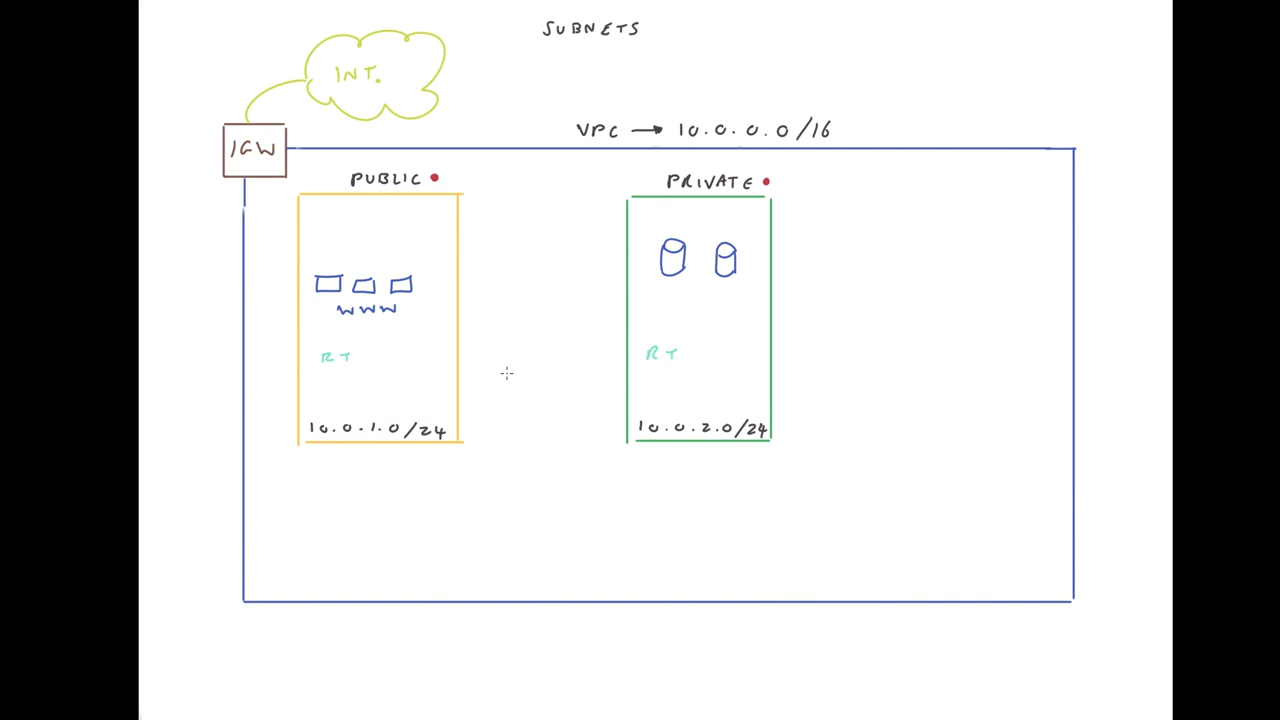 SUBNETS
INT.
VPC → 10.0.0.0/16
IGW
PUBLIC
PRIVATE
WWW
RT
RT
10.0.1.0/24
10.0.2.0/24